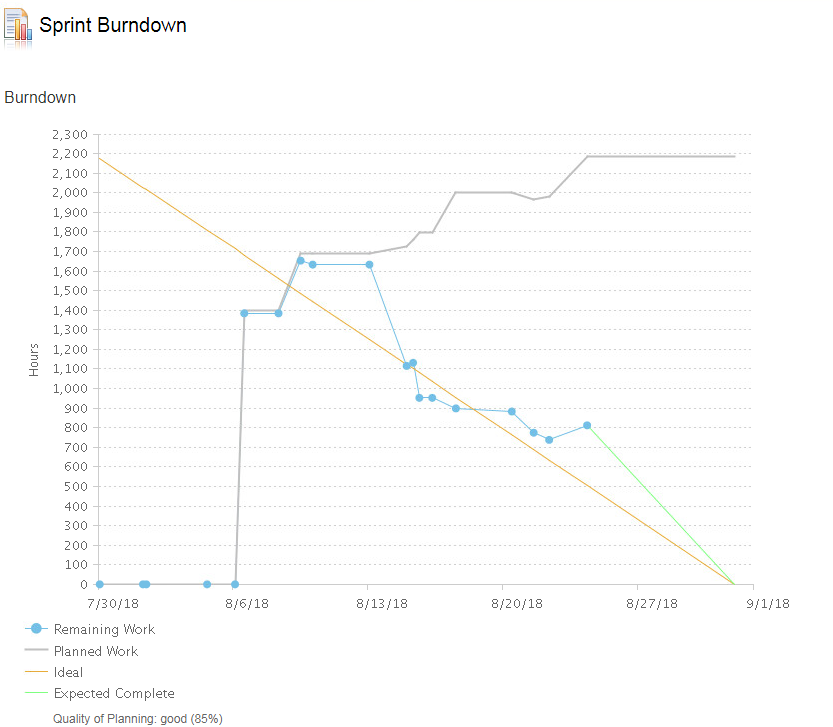 Sprint Burndown
Burndown
2,300
2,200
2,100
2,000
1,900
1,800
1,700
1,600
1,500
1,400
1,300
1,200
1,100
1,000
900
800
700
600
500
400
300
200
100
0
Hours
7/30/18 8/6/18 8/13/18 8/20/18 8/27/18 9/1/18
Remaining Work
Planned Work
Ideal
Expected Complete
Quality of Planning: good (85%)